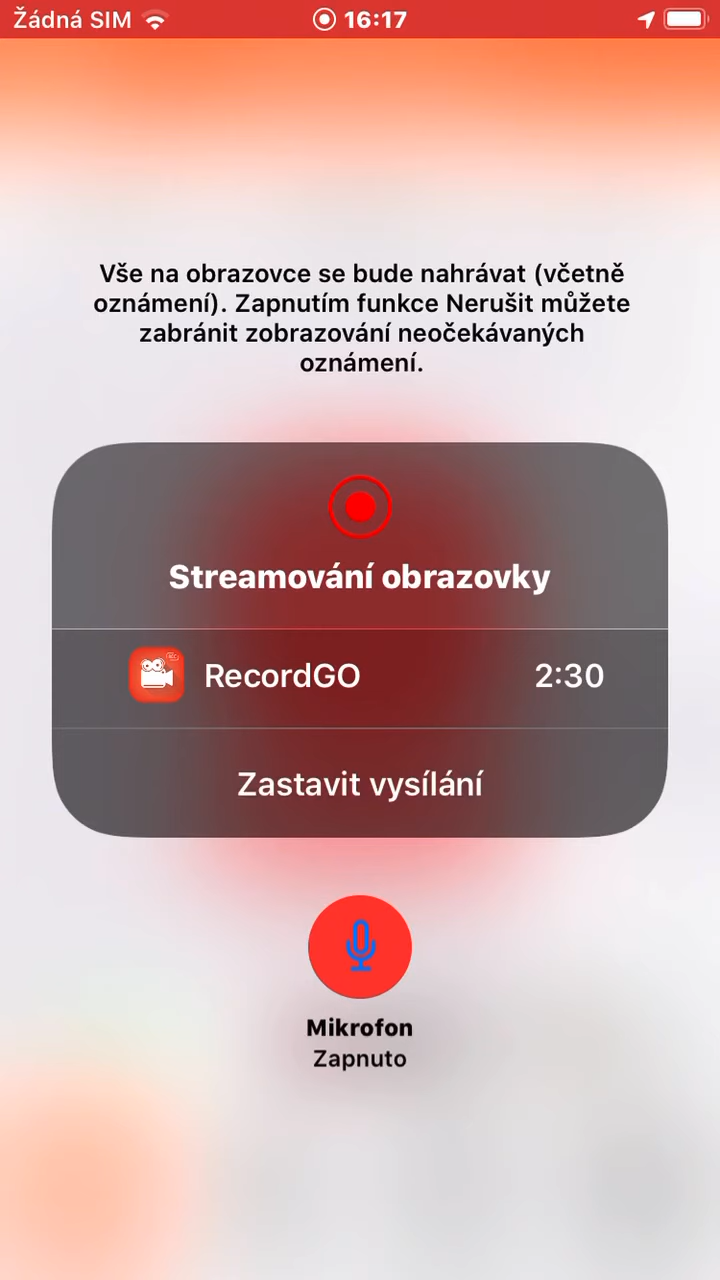 Žádná SIM 16:17
Vše na obrazovce se bude nahrávat (včetně
oznámení). Zapnutím funkce Nerušit můžete
zabránit zobrazování neočekávaných
oznámení.
Streamování obrazovky
RecordGO 2:30
Zastavit vysílání
Mikrofon
Zapnuto